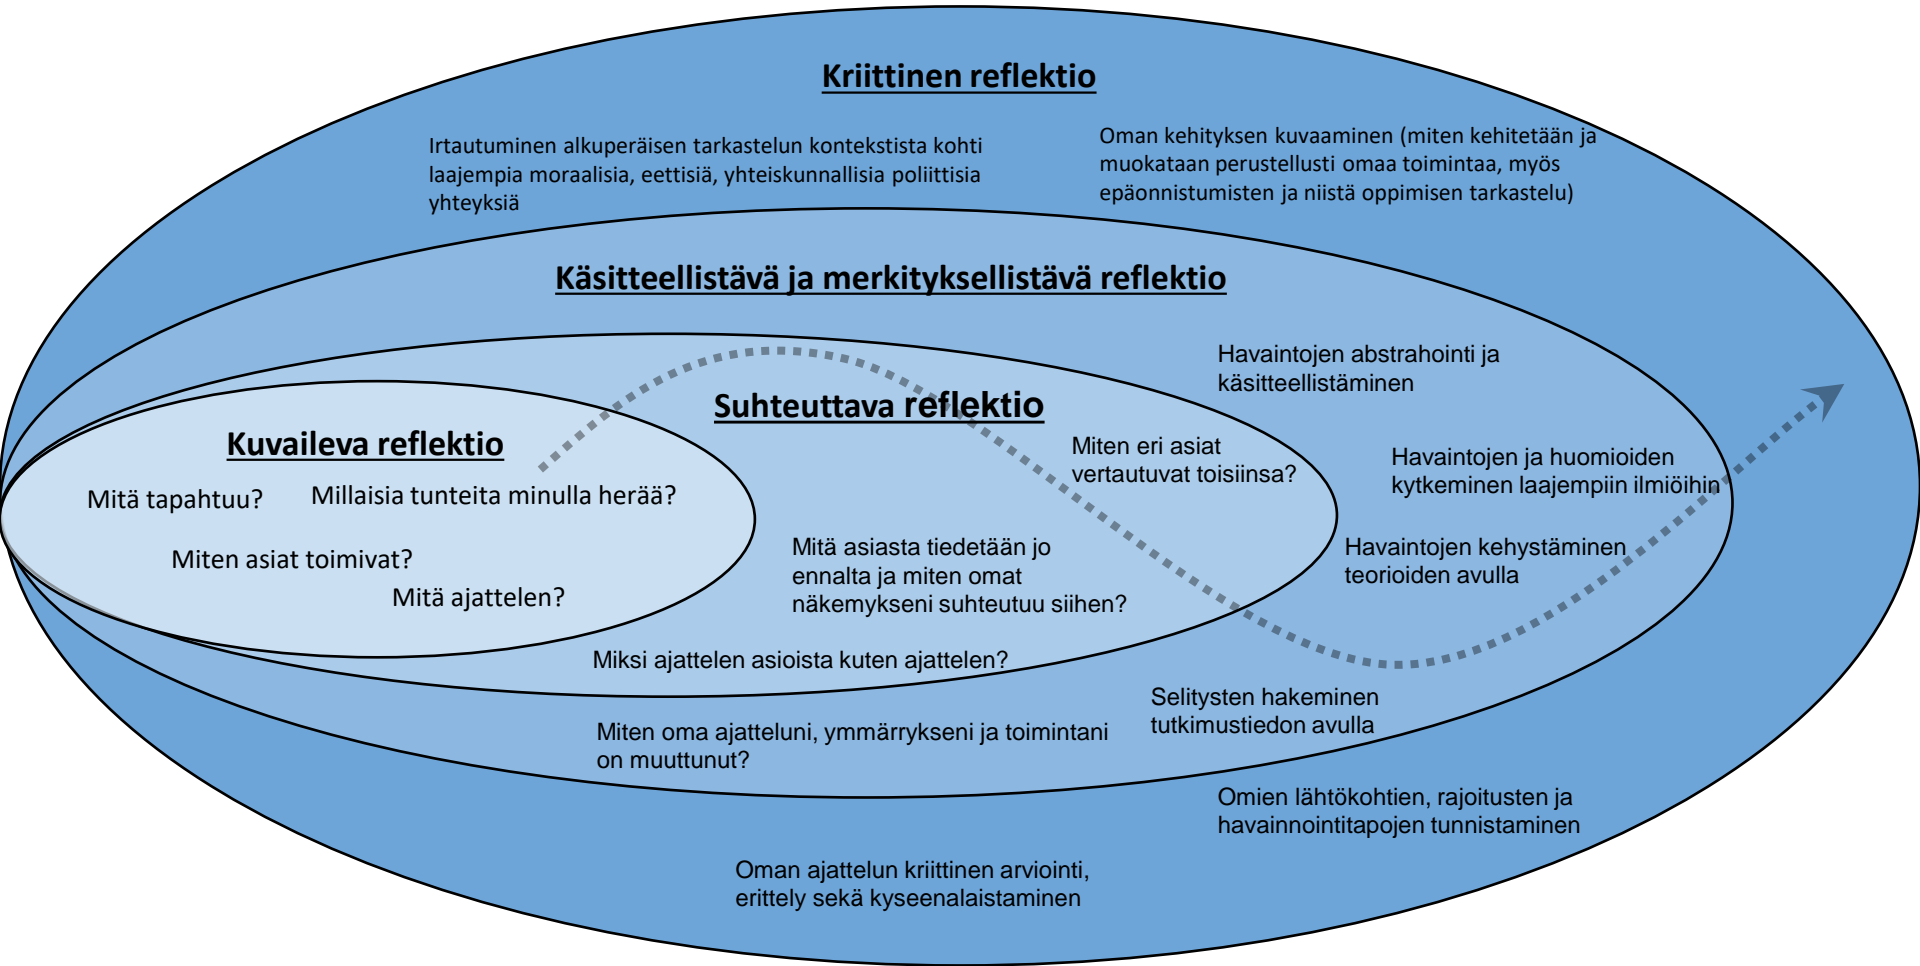 Kriittinen reflektio
Irtautuminen alkuperäisen tarkastelun kontekstista kohti
laajempia moraalisia, eettisiä, yhteiskunnallisia poliittisia
yhteyksiä
Oman kehityksen kuvaaminen (miten kehitetään ja
muokataan perustellusti omaa toimintaa, myös
epäonnistumisten ja niistä oppimisen tarkastelu)
Käsitteellistävä ja merkityksellistävä reflektio
Havaintojen abstrahointi ja
käsitteellistäminen
Suhteuttava reflektio
Kuvaileva reflektio
Miten eri asiat
vertautuvat toisiinsa?
Havaintojen ja huomioiden
kytkeminen laajempiin ilmiöihin
Mitä tapahtuu?
Millaisia tunteita minulla herää?
Miten asiat toimivat?
Mitä ajattelen?
Mitä asiasta tiedetään jo
ennalta ja miten omat
näkemykseni suhteutuu siihen?
Havaintojen kehystäminen
teorioiden avulla
Miksi ajattelen asioista kuten ajattelen?
Selitysten hakeminen
tutkimustiedon avulla
Miten oma ajatteluni, ymmärrykseni ja toimintani
on muuttunut?
Omien lähtökohtien, rajoitusten ja
havainnointitapojen tunnistaminen
Oman ajattelun kriittinen arviointi,
erittely sekä kyseenalaistaminen